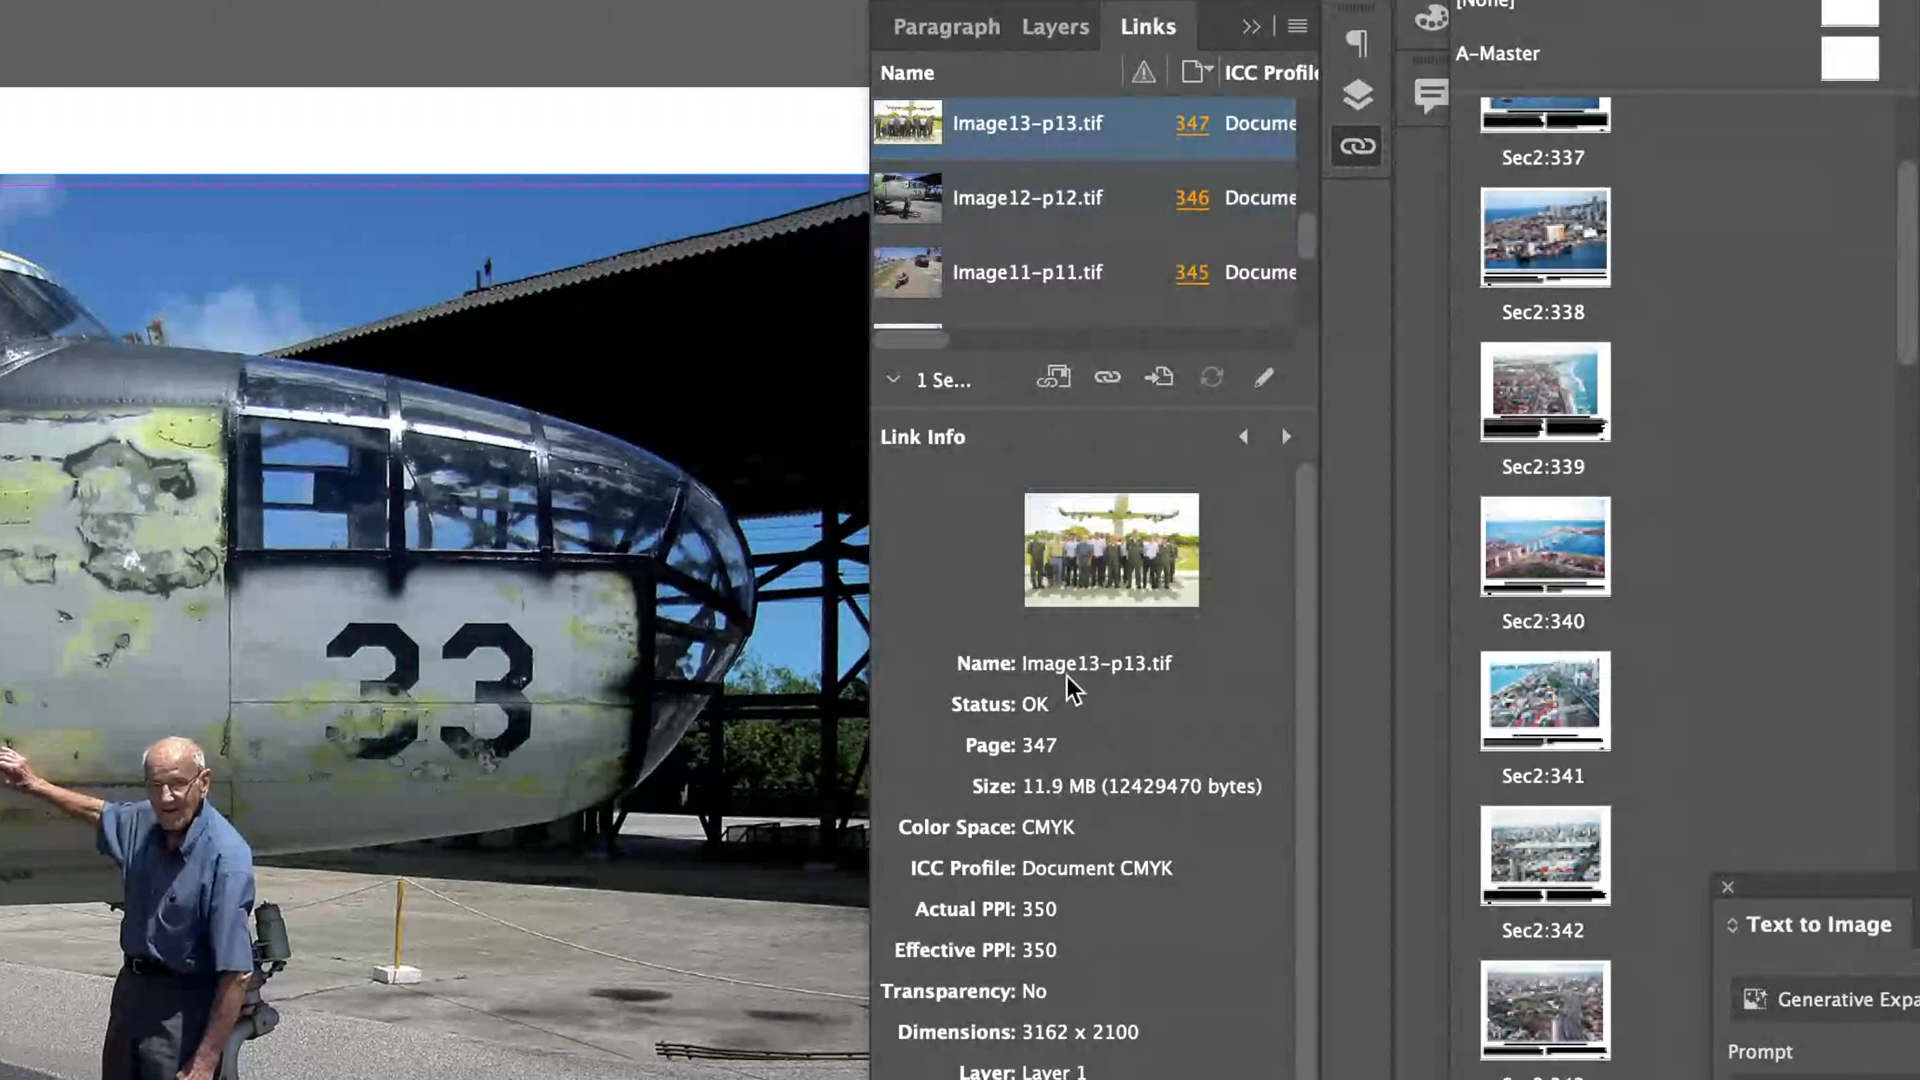 Paragraph Layers Links
Name ICC Profile
Image13-p13.tif 347 Docume
Image12-p12.tif 346 Docume
Image11-p11.tif 345 Docume
1 Se...
Link Info
Name: Image13-p13.tif
Status: OK
Page: 347
Size: 11.9 MB (12429470 bytes)
Color Space: CMYK
ICC Profile: Document CMYK
Actual PPI: 350
Effective PPI: 350
Transparency: No
Dimensions: 3162 x 2100
Layer: Layer 1
33
[None]
A-Master
Sec2:337
Sec2:338
Sec2:339
Sec2:340
Sec2:341
Sec2:342
Text to Image
Generative Expa
Prompt